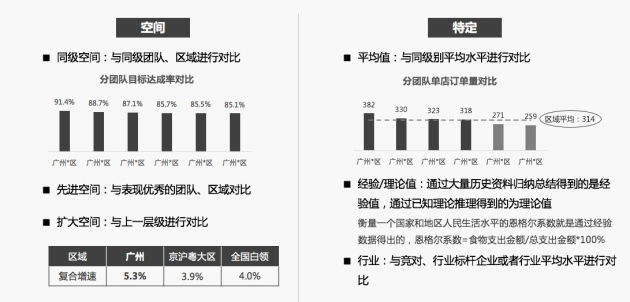 空间
■ 同级空间：与同级团队、区域进行对比
分团队目标达成率对比
91.4% 88.7% 87.1% 85.7% 85.5% 85.1%
广州*区 广州*区 广州*区 广州*区 广州*区 广州*区
■ 先进空间：与表现优秀的团队、区域对比
■ 扩大空间：与上一层级进行对比
区域 广州 京沪粤大区 全国白领
复合增速 5.3% 3.9% 4.0%
特定
■ 平均值：与同级别平均水平进行对比
分团队单店订单量对比
382 330 323 318 271 259
区域平均：314
广州*区 广州*区 广州*区 广州*区 广州*区 广州*区
■ 经验/理论值：通过大量历史资料归纳总结得到的是经
验值，通过已知理论推理得到的为理论值
衡量一个国家和地区人民生活水平的恩格尔系数就是通过经验
数据得出的，恩格尔系数=食物支出金额/总支出金额*100%
■ 行业：与竞对、行业标杆企业或者行业平均水平进行对
比